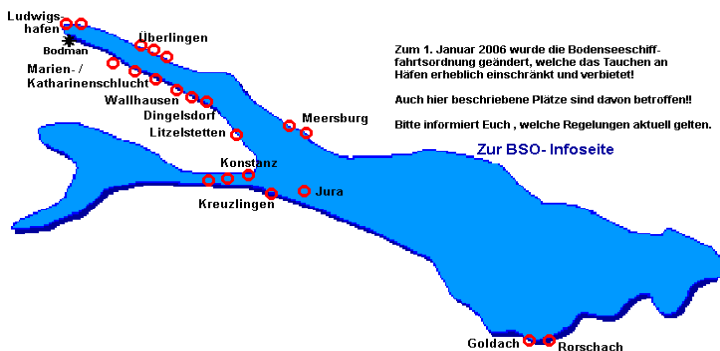 Ludwigs-
hafen
Bodman
Überlingen
Marien- /
Katharinenschlucht
Wallhausen
Dingelsdorf
Litzelstetten
Meersburg
Konstanz
Kreuzlingen
Jura
Goldach
Rorschach
Zum 1. Januar 2006 wurde die Bodenseeschiff-
fahrtsordnung geändert, welche das Tauchen an
Häfen erheblich einschränkt und verbietet!
Auch hier beschriebene Plätze sind davon betroffen!!
Bitte informiert Euch , welche Regelungen aktuell gelten.
Zur BSO- Infoseite